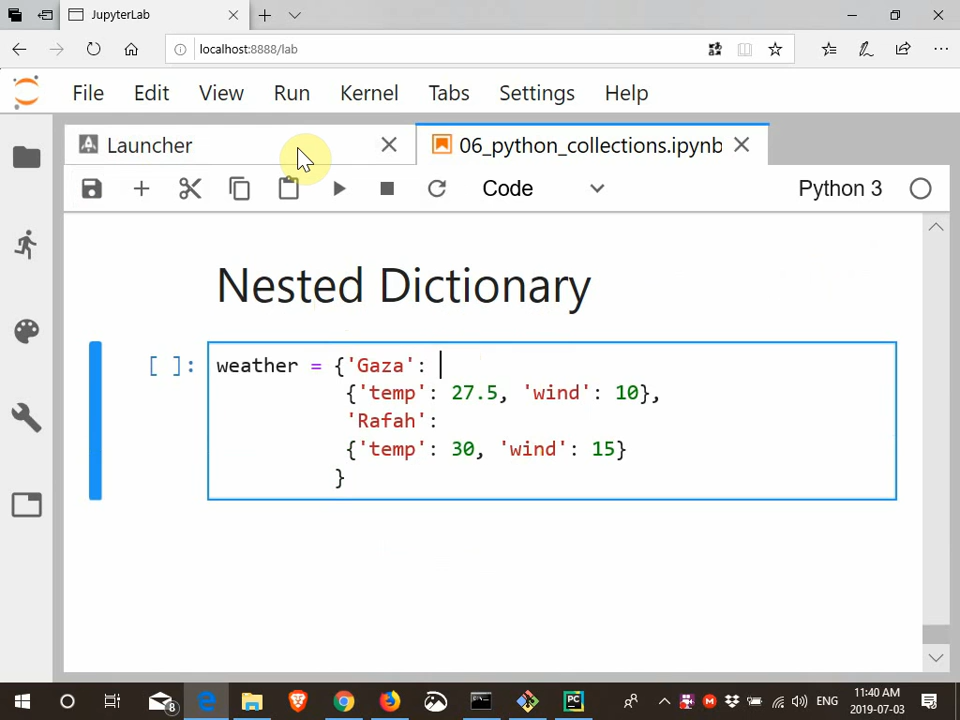 JupyterLab
localhost:8888/lab
File Edit View Run Kernel Tabs Settings Help
Launcher
06_python_collections.ipynb
Code
Python 3
Nested Dictionary
[ ]: weather = {'Gaza':
{'temp': 27.5, 'wind': 10},
'Rafah':
{'temp': 30, 'wind': 15}
}
8
PC
ENG
11:40 AM
2019-07-03